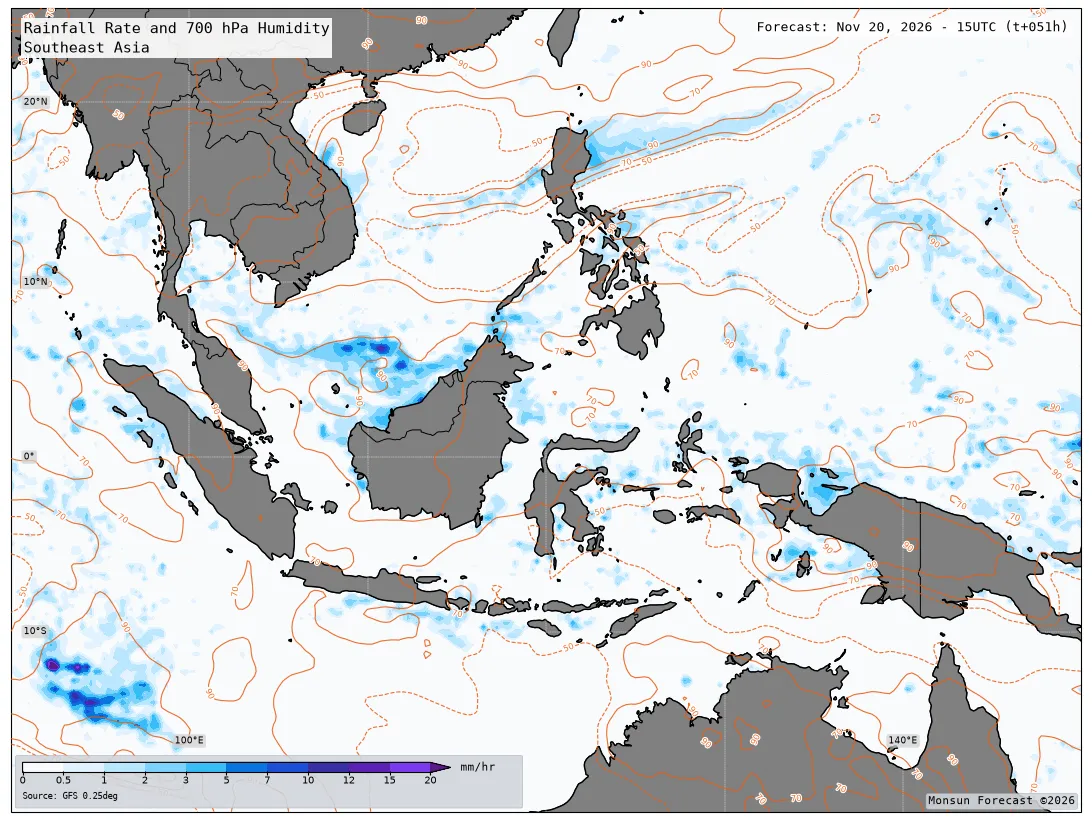 Rainfall Rate and 700 hPa Humidity
Southeast Asia
Forecast: Nov 20, 2026 - 15UTC (t+051h)
20°N
10°N
0°
10°S
100°E
140°E
mm/hr
0 0.5 1 2 3 5 7 10 12 15 20
Source: GFS 0.25deg
Monsun Forecast ©2026